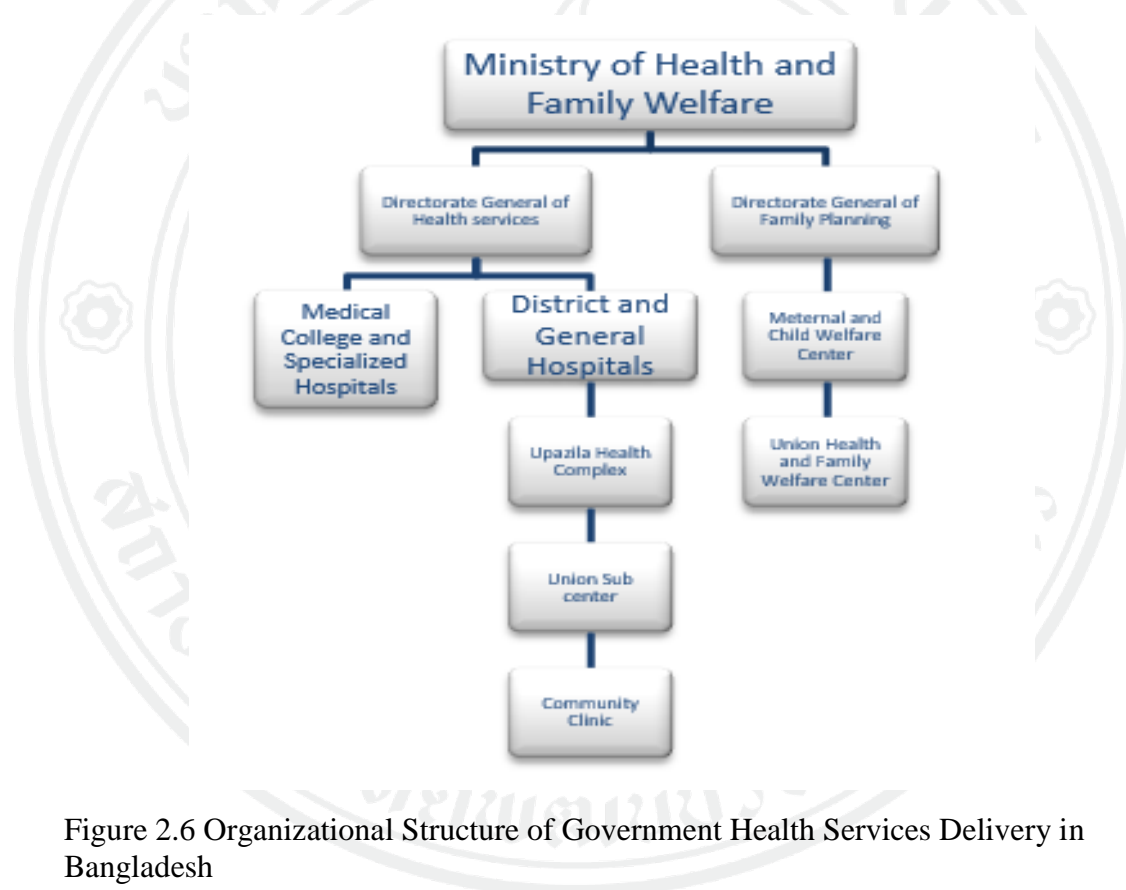 Ministry of Health and
Family Welfare
Directorate General of
Health services
Directorate General of
Family Planning
Medical
College and
Specialized
Hospitals
District and
General
Hospitals
Meternal and
Child Welfare
Center
Upazila Health
Complex
Union Health
and Family
Welfare Center
Union Sub
center
Community
Clinic
Figure 2.6 Organizational Structure of Government Health Services Delivery in
Bangladesh